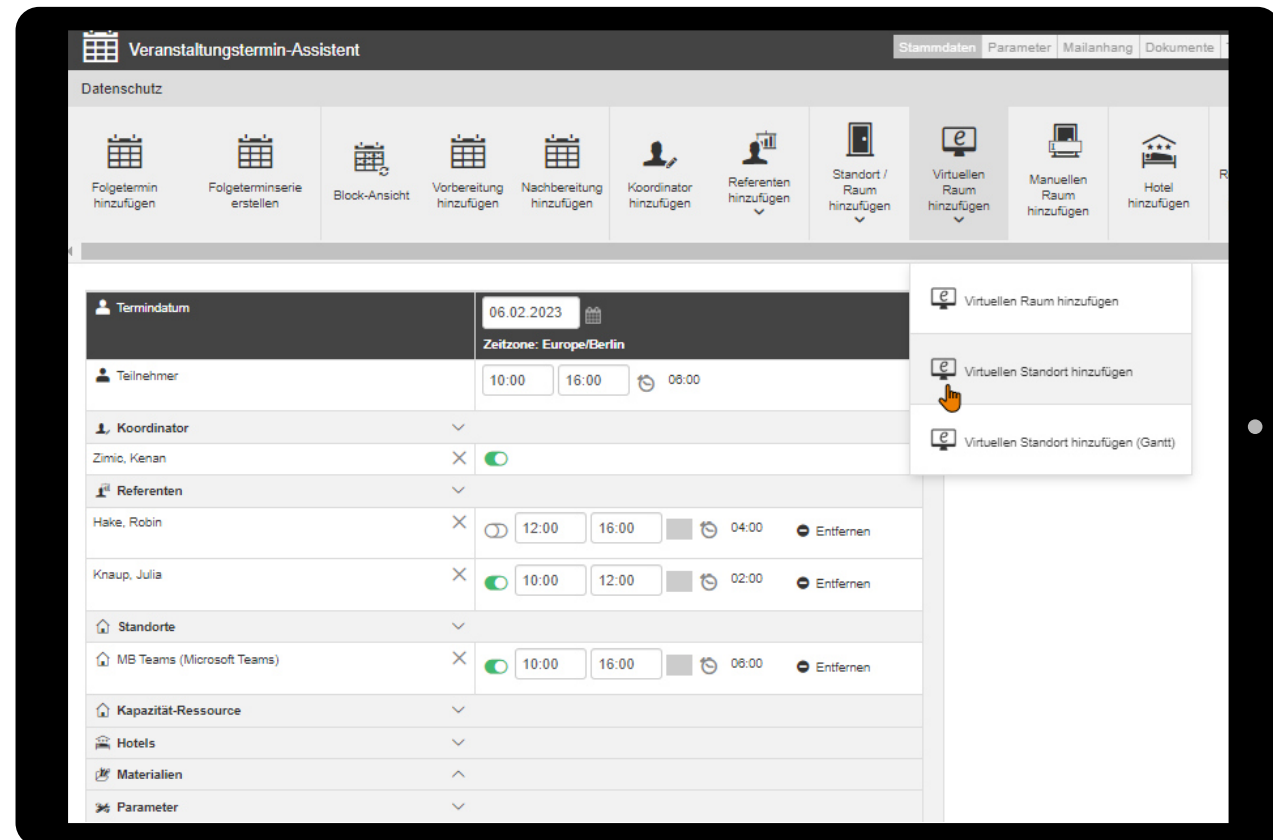 Veranstaltungstermin-Assistent
Stammdaten Parameter Mailanhang Dokumente
Datenschutz
Folgetermin
hinzufügen
Folgeterminserie
erstellen
Block-Ansicht
Vorbereitung
hinzufügen
Nachbereitung
hinzufügen
Koordinator
hinzufügen
Referenten
hinzufügen
Standort /
Raum
hinzufügen
Virtuellen
Raum
hinzufügen
Manuellen
Raum
hinzufügen
Hotel
hinzufügen
R
Virtuellen Raum hinzufügen
Virtuellen Standort hinzufügen
Virtuellen Standort hinzufügen (Gantt)
Termindatum
06.02.2023
Zeitzone: Europe/Berlin
Teilnehmer
10:00 16:00 06:00
Koordinator
Zimic, Kenan
Referenten
Hake, Robin
12:00 16:00 04:00 Entfernen
Knaup, Julia
10:00 12:00 02:00 Entfernen
Standorte
MB Teams (Microsoft Teams)
10:00 16:00 06:00 Entfernen
Kapazität-Ressource
Hotels
Materialien
Parameter